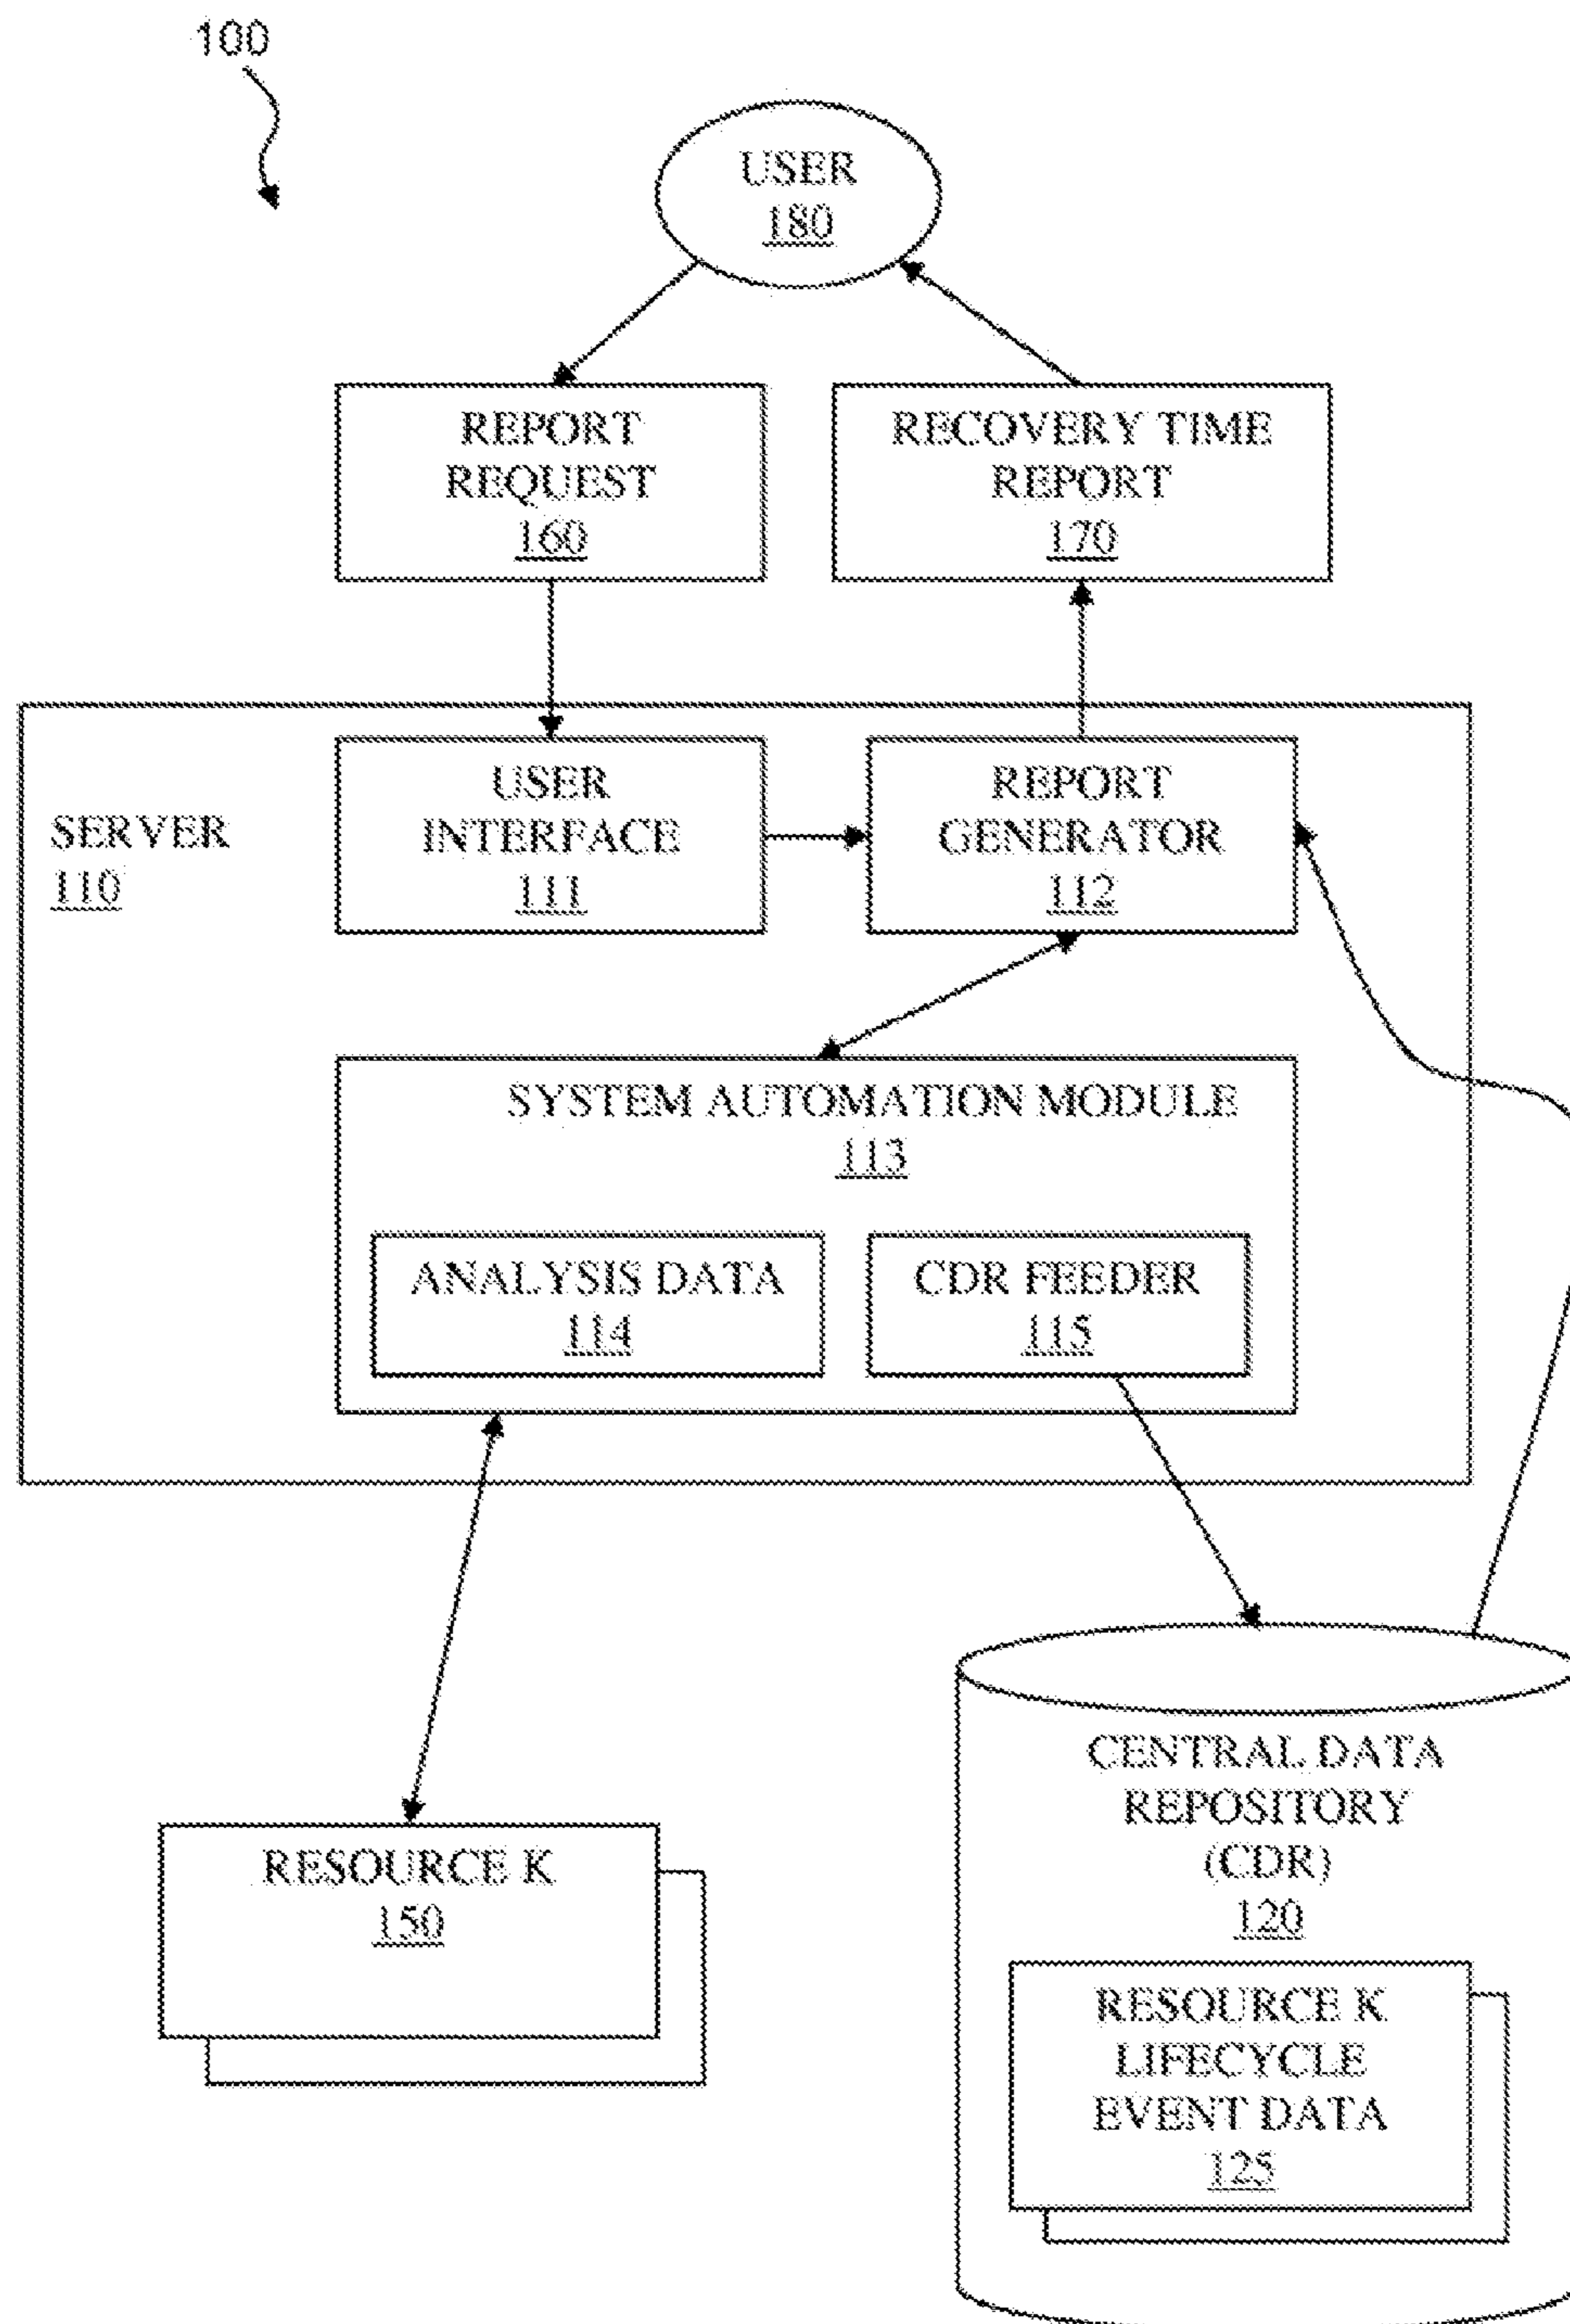 100
USER
180
REPORT
REQUEST
160
RECOVERY TIME
REPORT
170
SERVER
110
USER
INTERFACE
111
REPORT
GENERATOR
112
SYSTEM AUTOMATION MODULE
113
ANALYSIS DATA
114
CDR FEEDER
115
RESOURCE K
150
CENTRAL DATA
REPOSITORY
(CDR)
120
RESOURCE K
LIFECYCLE
EVENT DATA
125